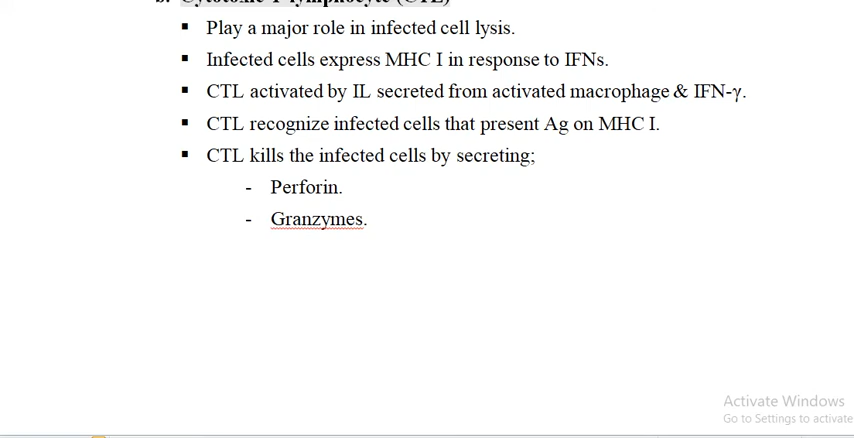 b. Cytotoxic T lymphocyte (CTL)
▪ Play a major role in infected cell lysis.
▪ Infected cells express MHC I in response to IFNs.
▪ CTL activated by IL secreted from activated macrophage & IFN-γ.
▪ CTL recognize infected cells that present Ag on MHC I.
▪ CTL kills the infected cells by secreting;
- Perforin.
- Granzymes.
Activate Windows
Go to Settings to activate